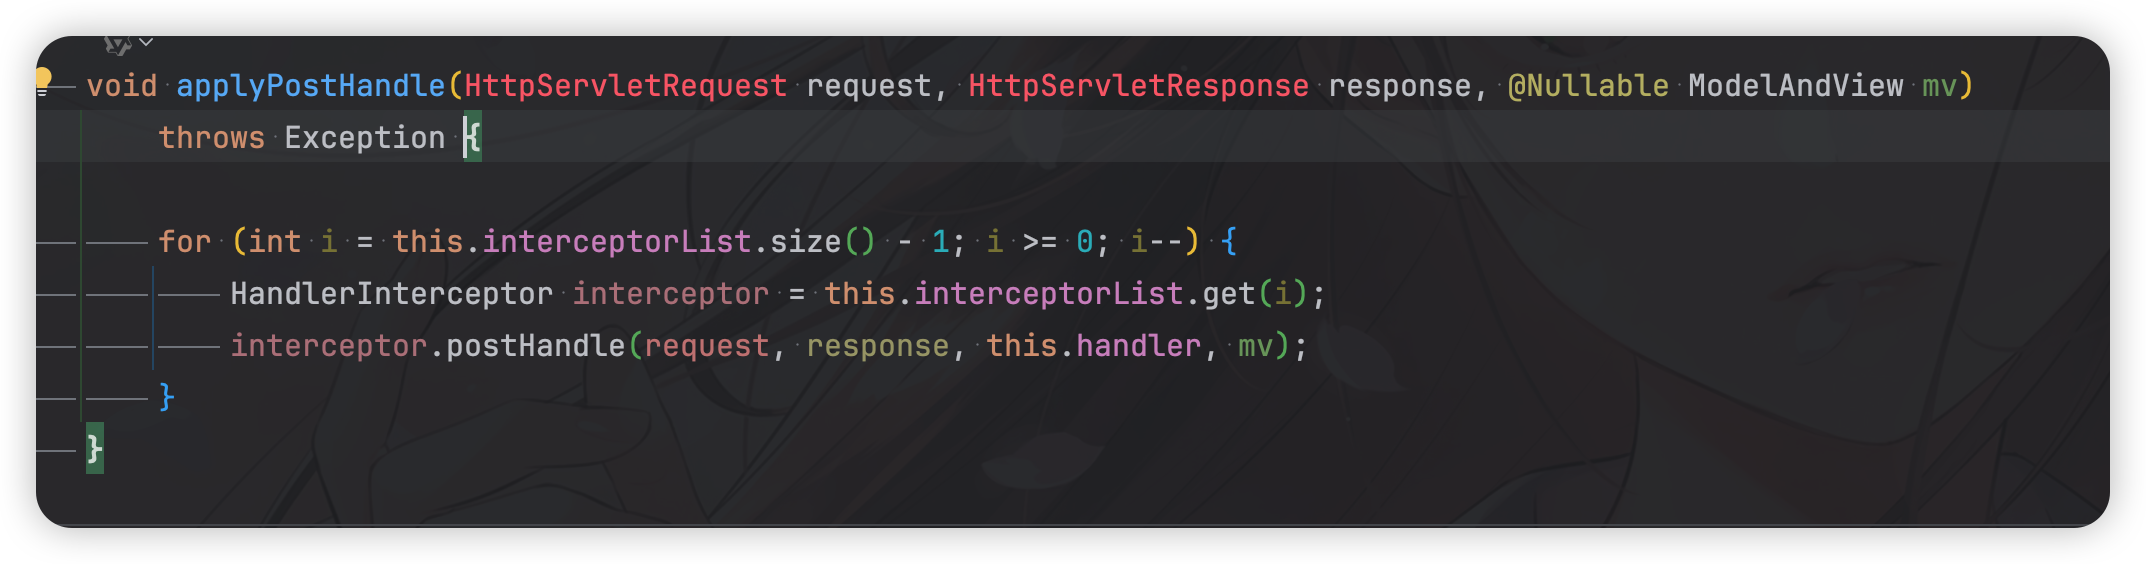 void applyPostHandle(HttpServletRequest request, HttpServletResponse response, @Nullable ModelAndView mv)
throws Exception {
for (int i = this.interceptorList.size() - 1; i >= 0; i--) {
HandlerInterceptor interceptor = this.interceptorList.get(i);
interceptor.postHandle(request, response, this.handler, mv);
}
}